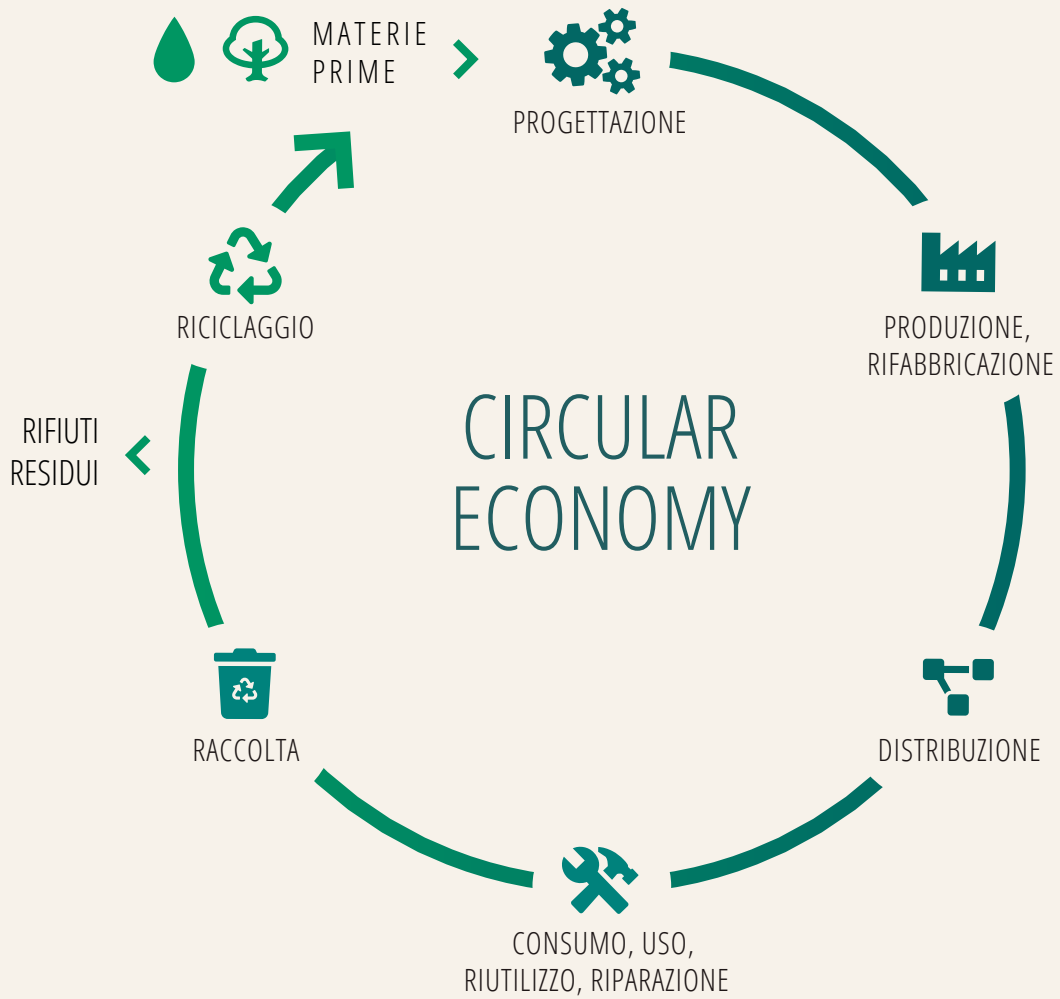 MATERIE
PRIME
PROGETTAZIONE
PRODUZIONE,
RIFABBRICAZIONE
DISTRIBUZIONE
CONSUMO, USO,
RIUTILIZZO, RIPARAZIONE
RACCOLTA
RIFIUTI
RESIDUI
RICICLAGGIO
CIRCULAR
ECONOMY